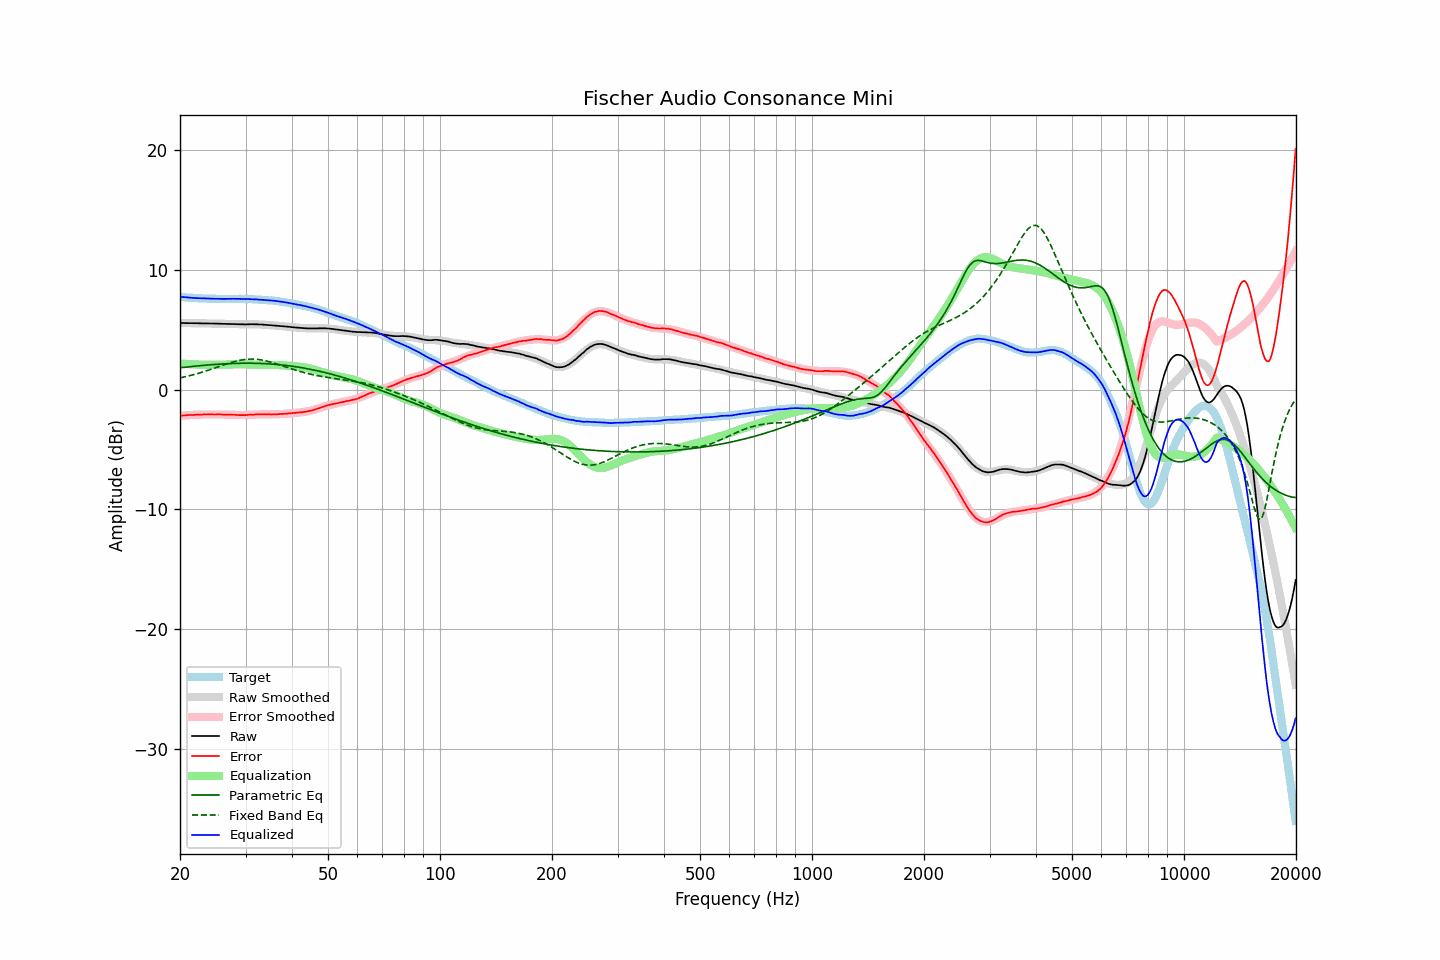 Fischer Audio Consonance Mini
Amplitude (dBr)
20
10
0
−10
−20
−30
Target
Raw Smoothed
Error Smoothed
Raw
Error
Equalization
Parametric Eq
Fixed Band Eq
Equalized
20 50 100 200 500 1000 2000 5000 10000 20000
Frequency (Hz)